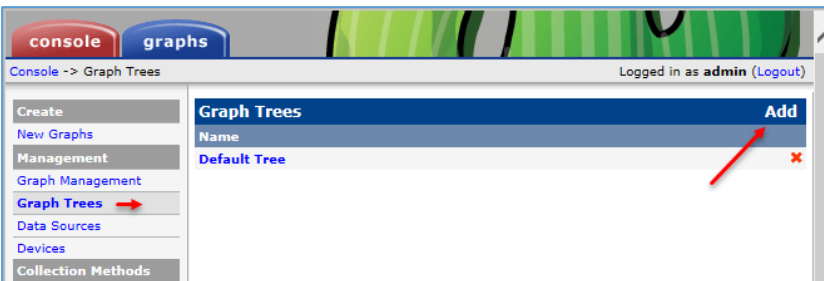 console graphs
Console -> Graph Trees Logged in as admin (Logout)
Create
New Graphs
Management
Graph Management
Graph Trees
Data Sources
Devices
Collection Methods
Graph Trees Add
Name
Default Tree